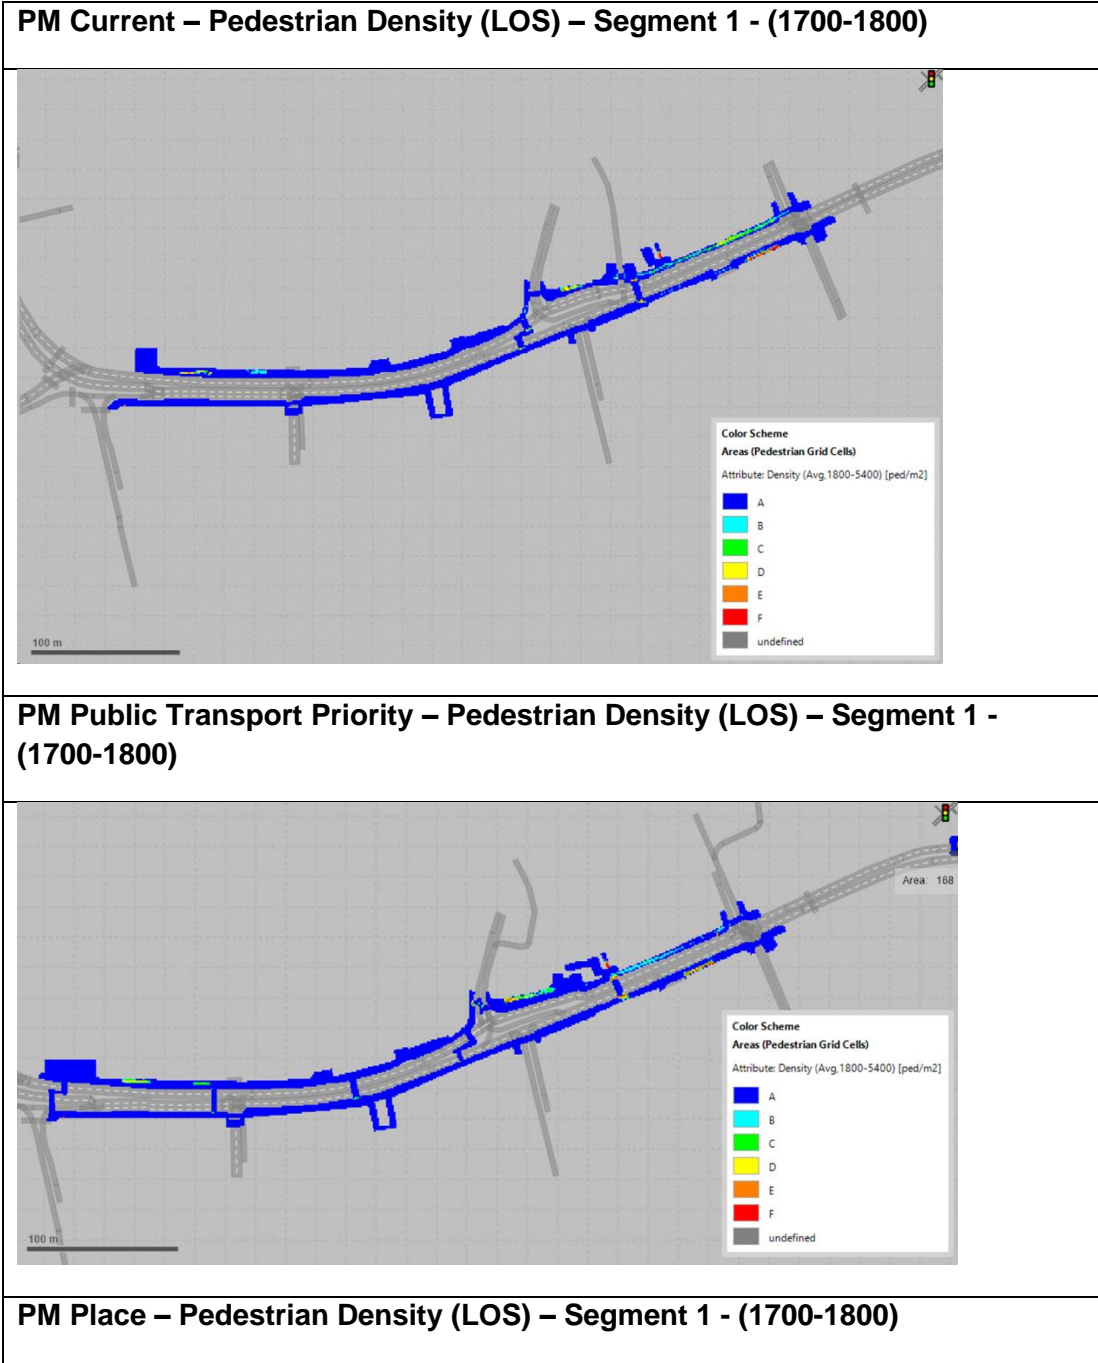 PM Current – Pedestrian Density (LOS) – Segment 1 - (1700-1800)
Color Scheme
Areas (Pedestrian Grid Cells)
Attribute: Density (Avg,1800-5400) [ped/m2]
A
B
C
D
E
F
undefined
100 m
PM Public Transport Priority – Pedestrian Density (LOS) – Segment 1 -
(1700-1800)
Area: 168
Color Scheme
Areas (Pedestrian Grid Cells)
Attribute: Density (Avg,1800-5400) [ped/m2]
A
B
C
D
E
F
undefined
100 m
PM Place – Pedestrian Density (LOS) – Segment 1 - (1700-1800)